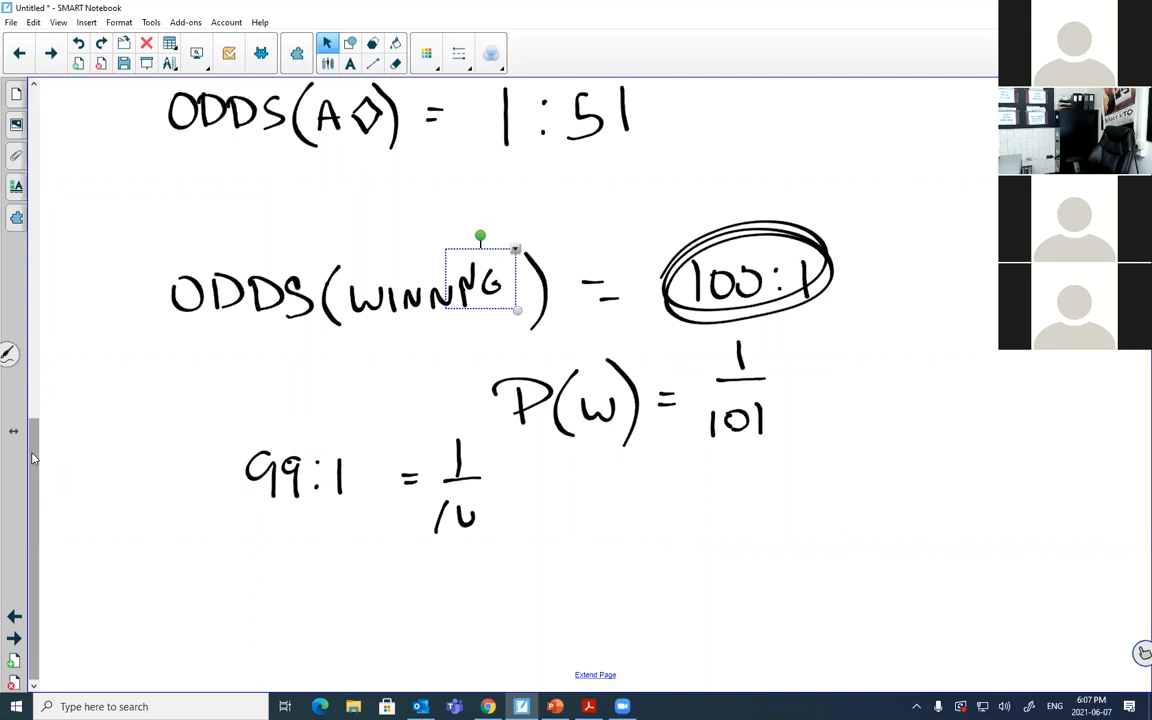 Untitled * - SMART Notebook
File Edit View Insert Format Tools Add-ons Account Help
ODDS(A◇) = 1:51
ODDS(WINNNG) = 100:1
P(W) = 1/101
99:1 = 1/10
Extend Page
Type here to search
ENG
6:07 PM
2021-06-07